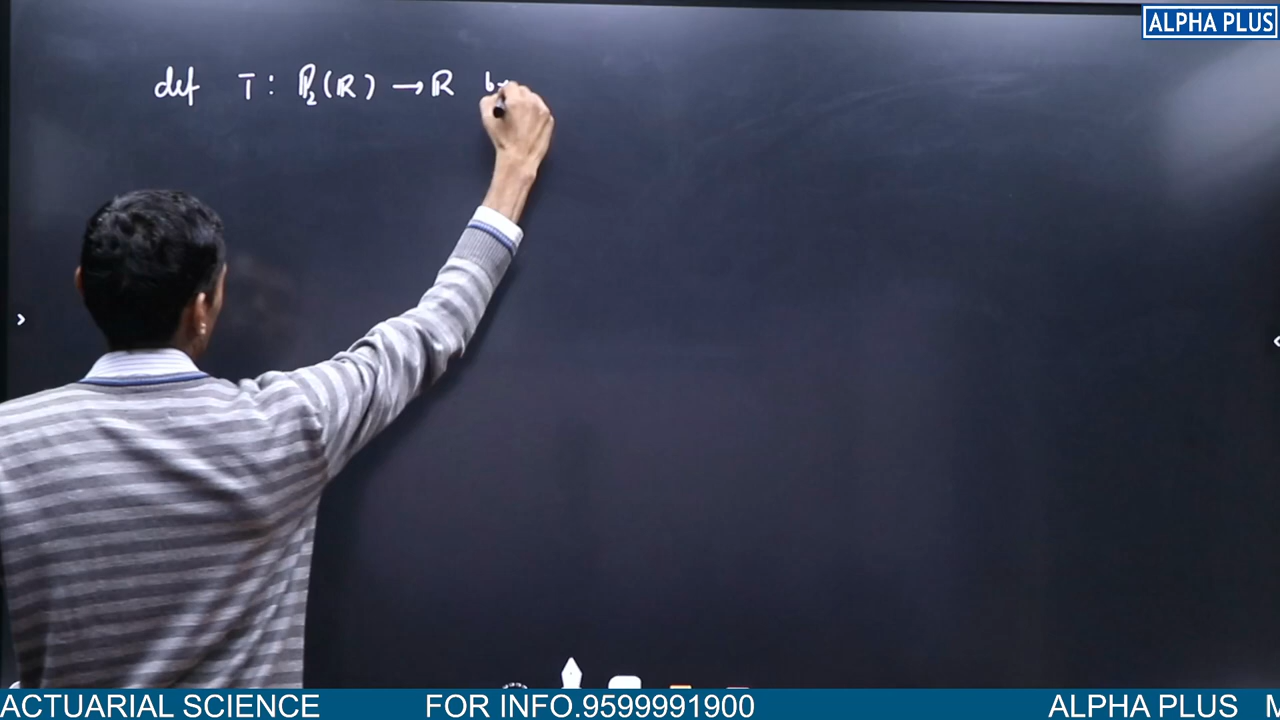 ALPHA PLUS
def T: P₂(ℝ) → ℝ
ACTUARIAL SCIENCE FOR INFO.9599991900 ALPHA PLUS M